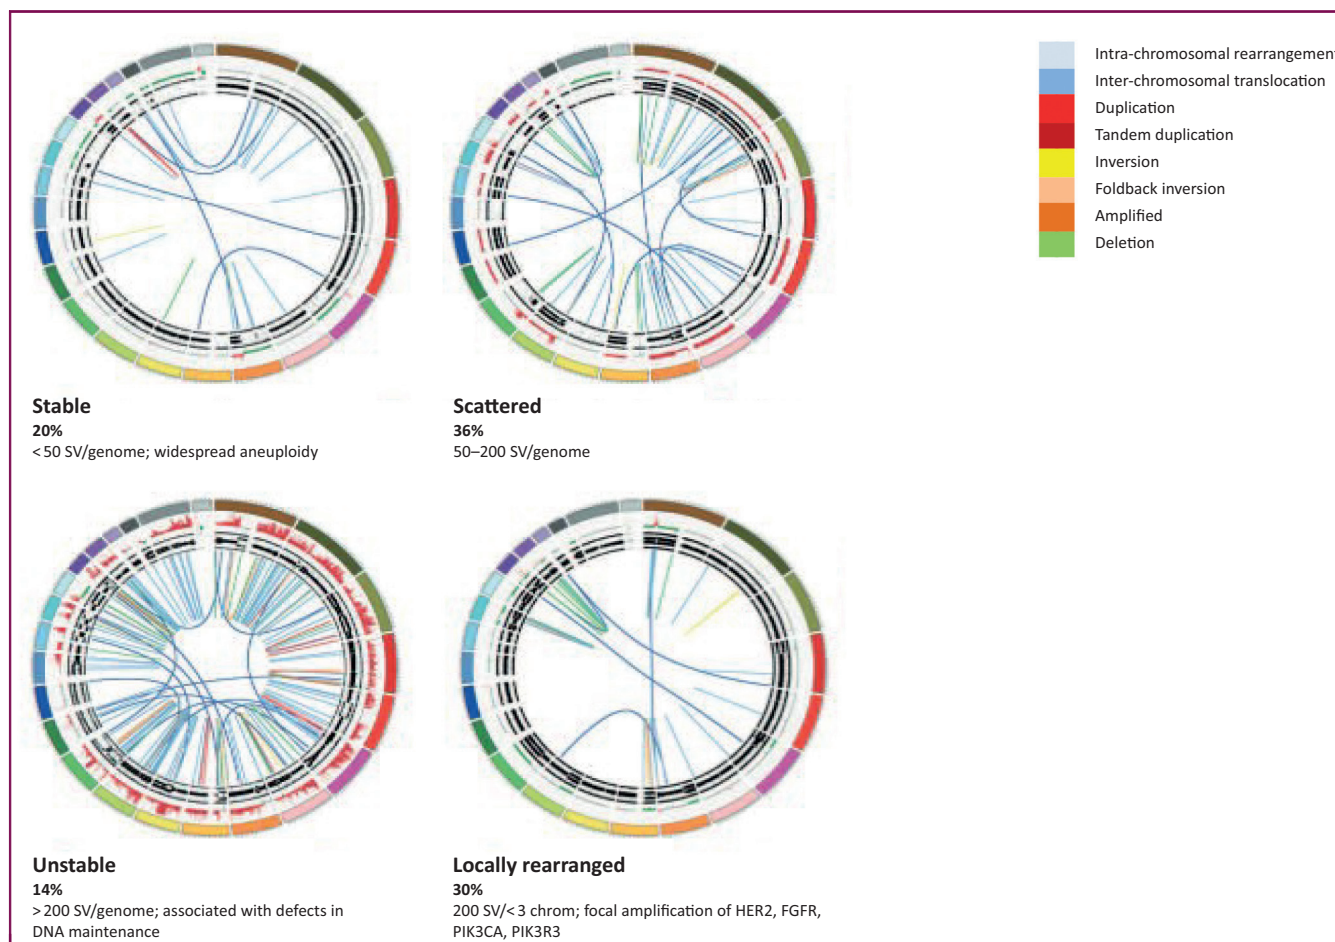 Intra-chromosomal rearrangement
Inter-chromosomal translocation
Duplication
Tandem duplication
Inversion
Foldback inversion
Amplified
Deletion
Stable
20%
< 50 SV/genome; widespread aneuploidy
Scattered
36%
50–200 SV/genome
Unstable
14%
> 200 SV/genome; associated with defects in
DNA maintenance
Locally rearranged
30%
200 SV/< 3 chrom; focal amplification of HER2, FGFR,
PIK3CA, PIK3R3